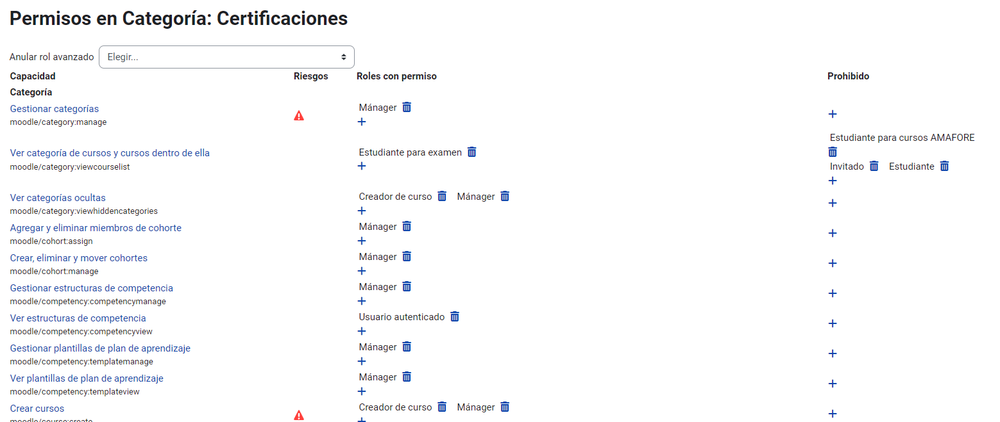 Permisos en Categoría: Certificaciones
Anular rol avanzado Elegir...
Capacidad Riesgos Roles con permiso Prohibido
Categoría
Gestionar categorías Mánager
moodle/category:manage
Estudiante para cursos AMAFORE
Ver categoría de cursos y cursos dentro de ella Estudiante para examen
moodle/category:viewcourselist Invitado Estudiante
Ver categorías ocultas Creador de curso Mánager
moodle/category:viewhiddencategories
Agregar y eliminar miembros de cohorte Mánager
moodle/cohort:assign
Crear, eliminar y mover cohortes Mánager
moodle/cohort:manage
Gestionar estructuras de competencia Mánager
moodle/competency:competencymanage
Ver estructuras de competencia Usuario autenticado
moodle/competency:competencyview
Gestionar plantillas de plan de aprendizaje Mánager
moodle/competency:templatemanage
Ver plantillas de plan de aprendizaje Mánager
moodle/competency:templateview
Crear cursos Creador de curso Mánager
moodle/course:create